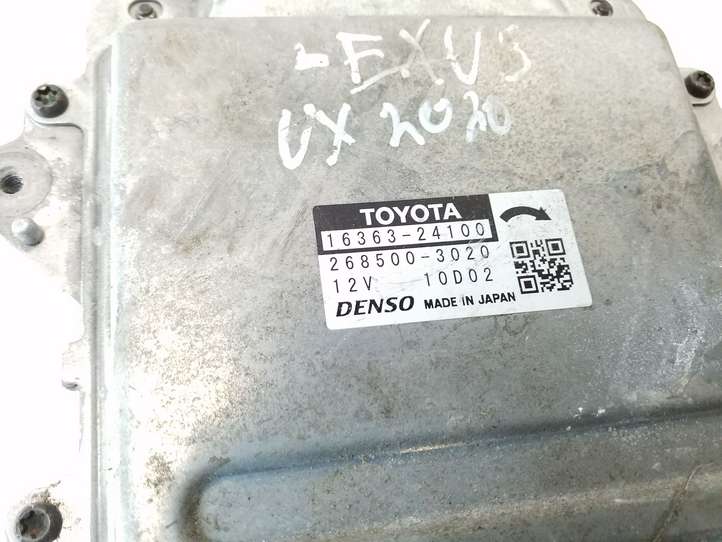 LEXUS
UX 2020
TOYOTA
16363-24100
268500-3020
12V 10D02
DENSO MADE IN JAPAN